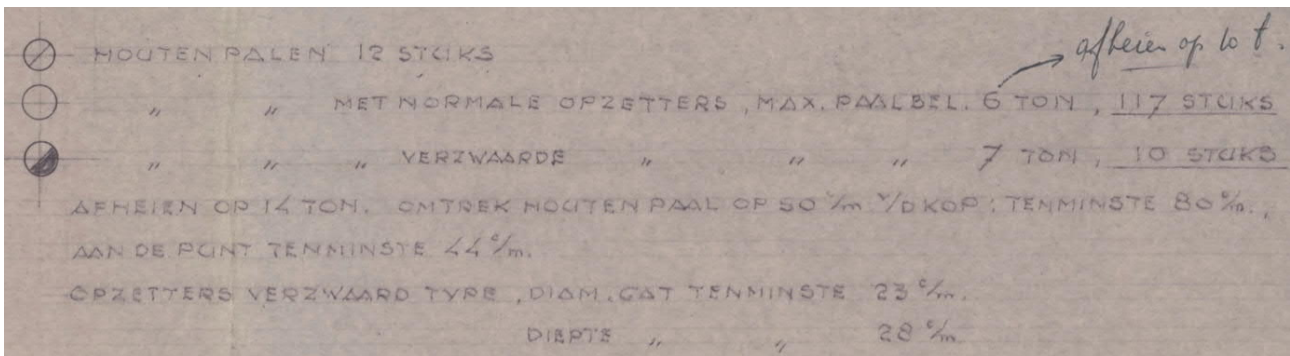 afheien op 10 t.
HOUTEN PALEN 12 STUKS
„ „ MET NORMALE OPZETTERS, MAX. PAALBEL. 6 TON, 117 STUKS
„ „ „ VERZWAARDE „ „ „ 7 TON, 10 STUKS
AFHEIEN OP 14 TON. OMTREK HOUTEN PAAL OP 50 c/m. v/D KOP: TENMINSTE 80 c/m.,
AAN DE PUNT TENMINSTE 44 c/m.
OPZETTERS VERZWAARD TYPE, DIAM. GAT TENMINSTE 23 c/m.
DIEPTE „ „ 28 c/m.